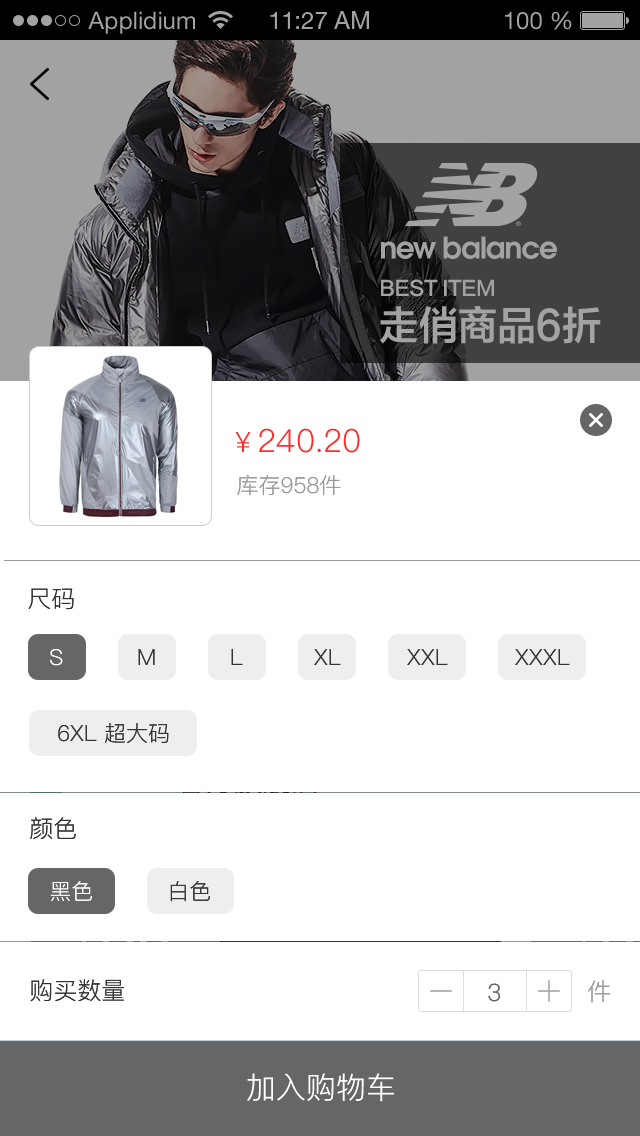 Applidium 11:27 AM 100 %
NB
new balance
BEST ITEM
走俏商品6折
¥ 240.20
库存958件
尺码
S M L XL XXL XXXL
6XL 超大码
颜色
黑色 白色
购买数量 3 件
加入购物车